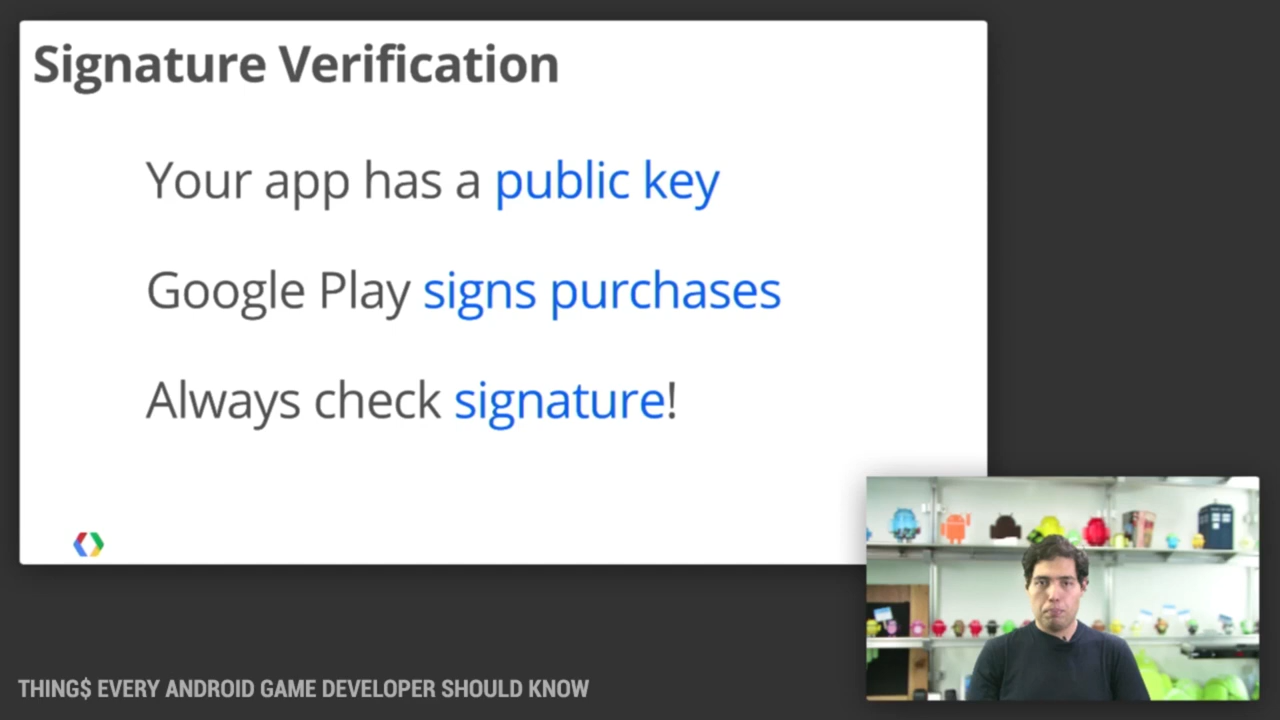 Signature Verification
Your app has a public key
Google Play signs purchases
Always check signature!
THING$ EVERY ANDROID GAME DEVELOPER SHOULD KNOW